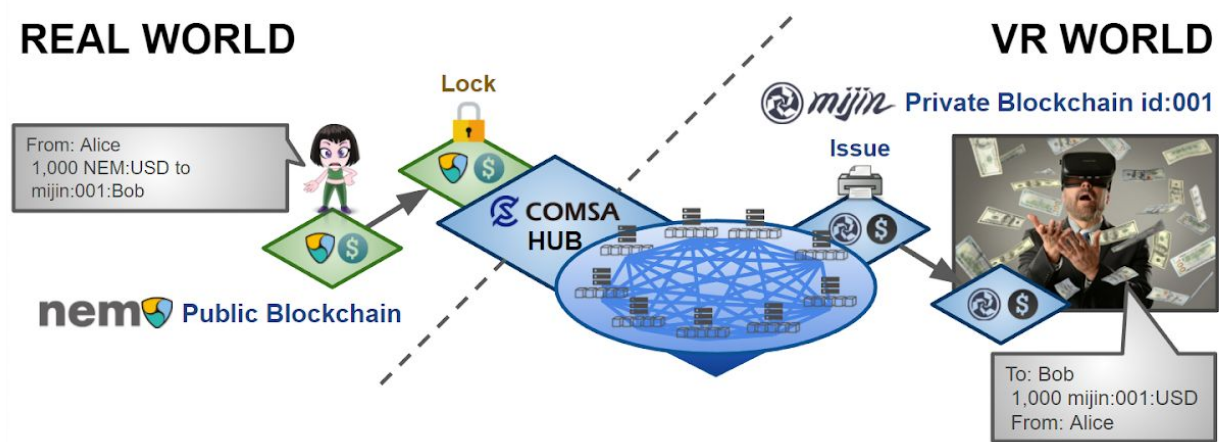 REAL WORLD
VR WORLD
Lock
mijin Private Blockchain id:001
From: Alice
1,000 NEM:USD to
mijin:001:Bob
Issue
COMSA
HUB
nem Public Blockchain
To: Bob
1,000 mijin:001:USD
From: Alice